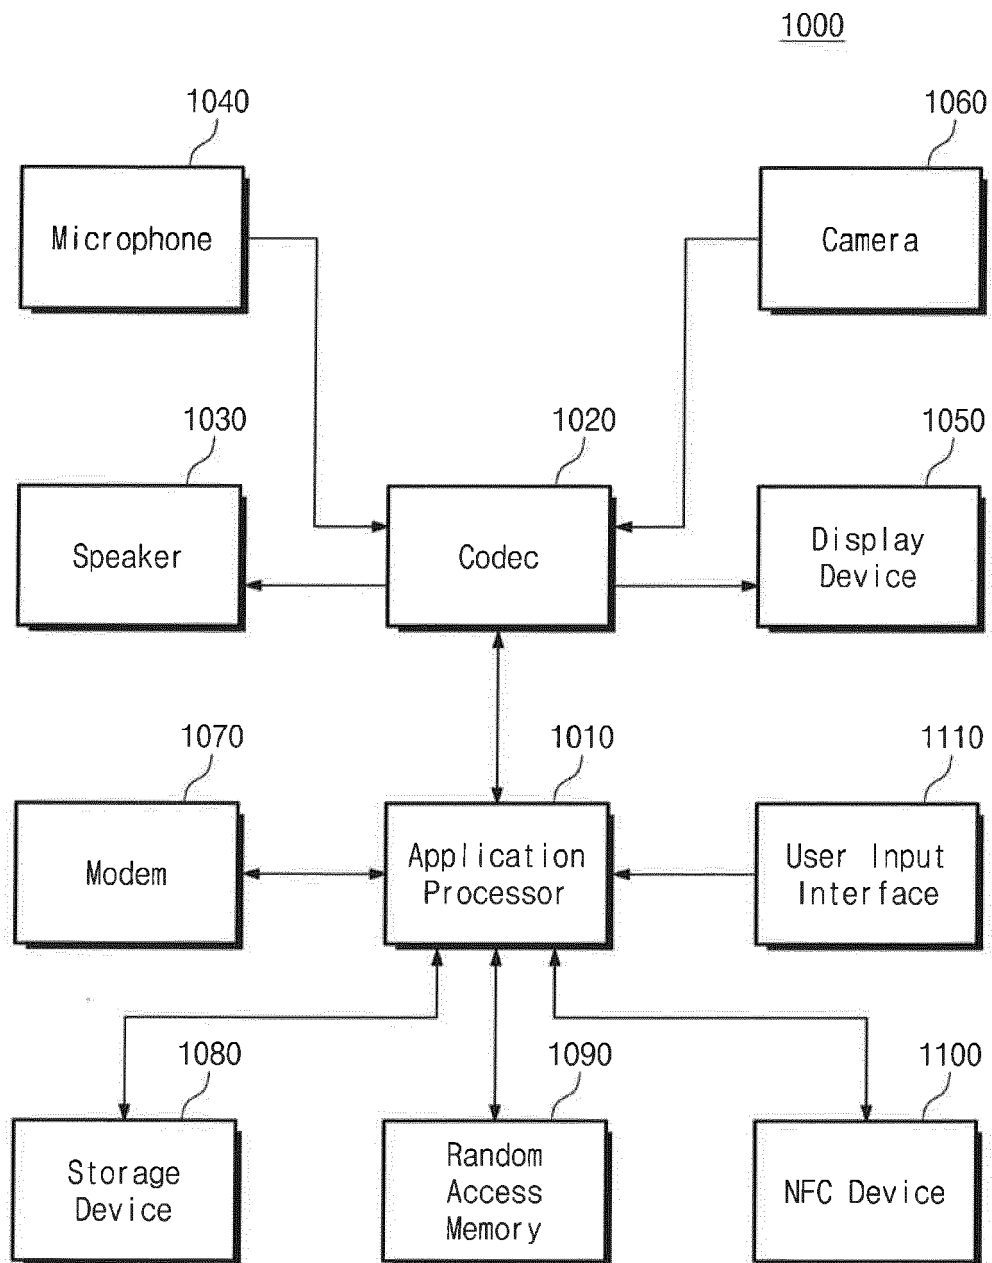 1000
1040
1060
Microphone
Camera
1030
1020
1050
Speaker
Codec
Display
Device
1070
1010
1110
Modem
Application
Processor
User Input
Interface
1080
1090
1100
Storage
Device
Random
Access
Memory
NFC Device